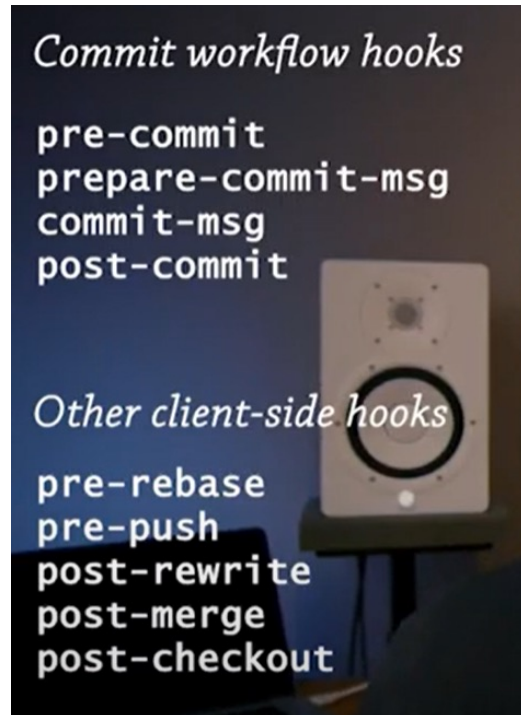 Commit workflow hooks
pre-commit
prepare-commit-msg
commit-msg
post-commit
Other client-side hooks
pre-rebase
pre-push
post-rewrite
post-merge
post-checkout